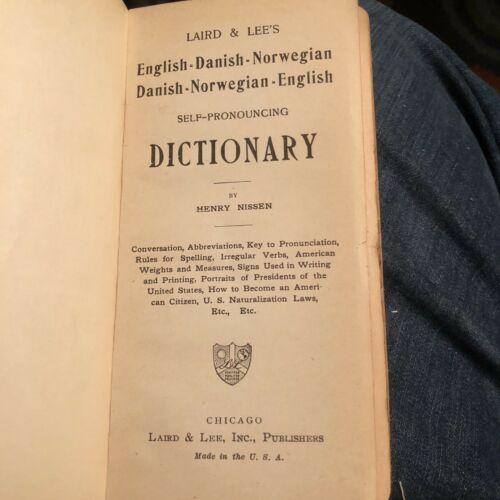 LAIRD & LEE'S
English-Danish-Norwegian
Danish-Norwegian-English
SELF-PRONOUNCING
DICTIONARY
BY
HENRY NISSEN
Conversation, Abbreviations, Key to Pronunciation,
Rules for Spelling, Irregular Verbs, American
Weights and Measures, Signs Used in Writing
and Printing, Portraits of Presidents of the
United States, How to Become an Ameri-
can Citizen, U. S. Naturalization Laws,
Etc., Etc.
CHICAGO
LAIRD & LEE, INC., PUBLISHERS
Made in the U. S. A.